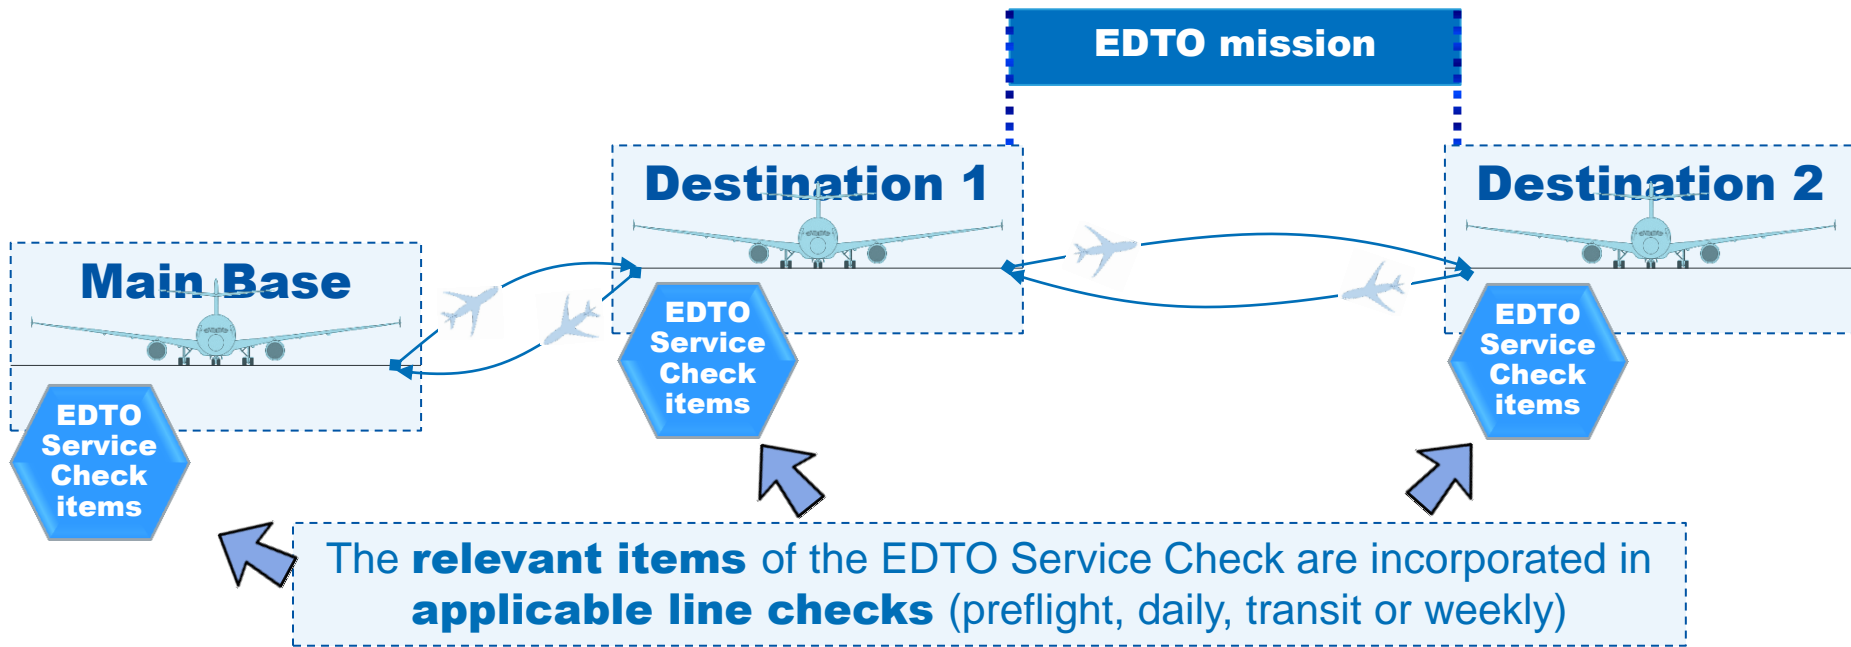 EDTO mission
Destination 1
Destination 2
Main Base
EDTO
Service
Check
items
EDTO
Service
Check
items
EDTO
Service
Check
items
The relevant items of the EDTO Service Check are incorporated in
applicable line checks (preflight, daily, transit or weekly)